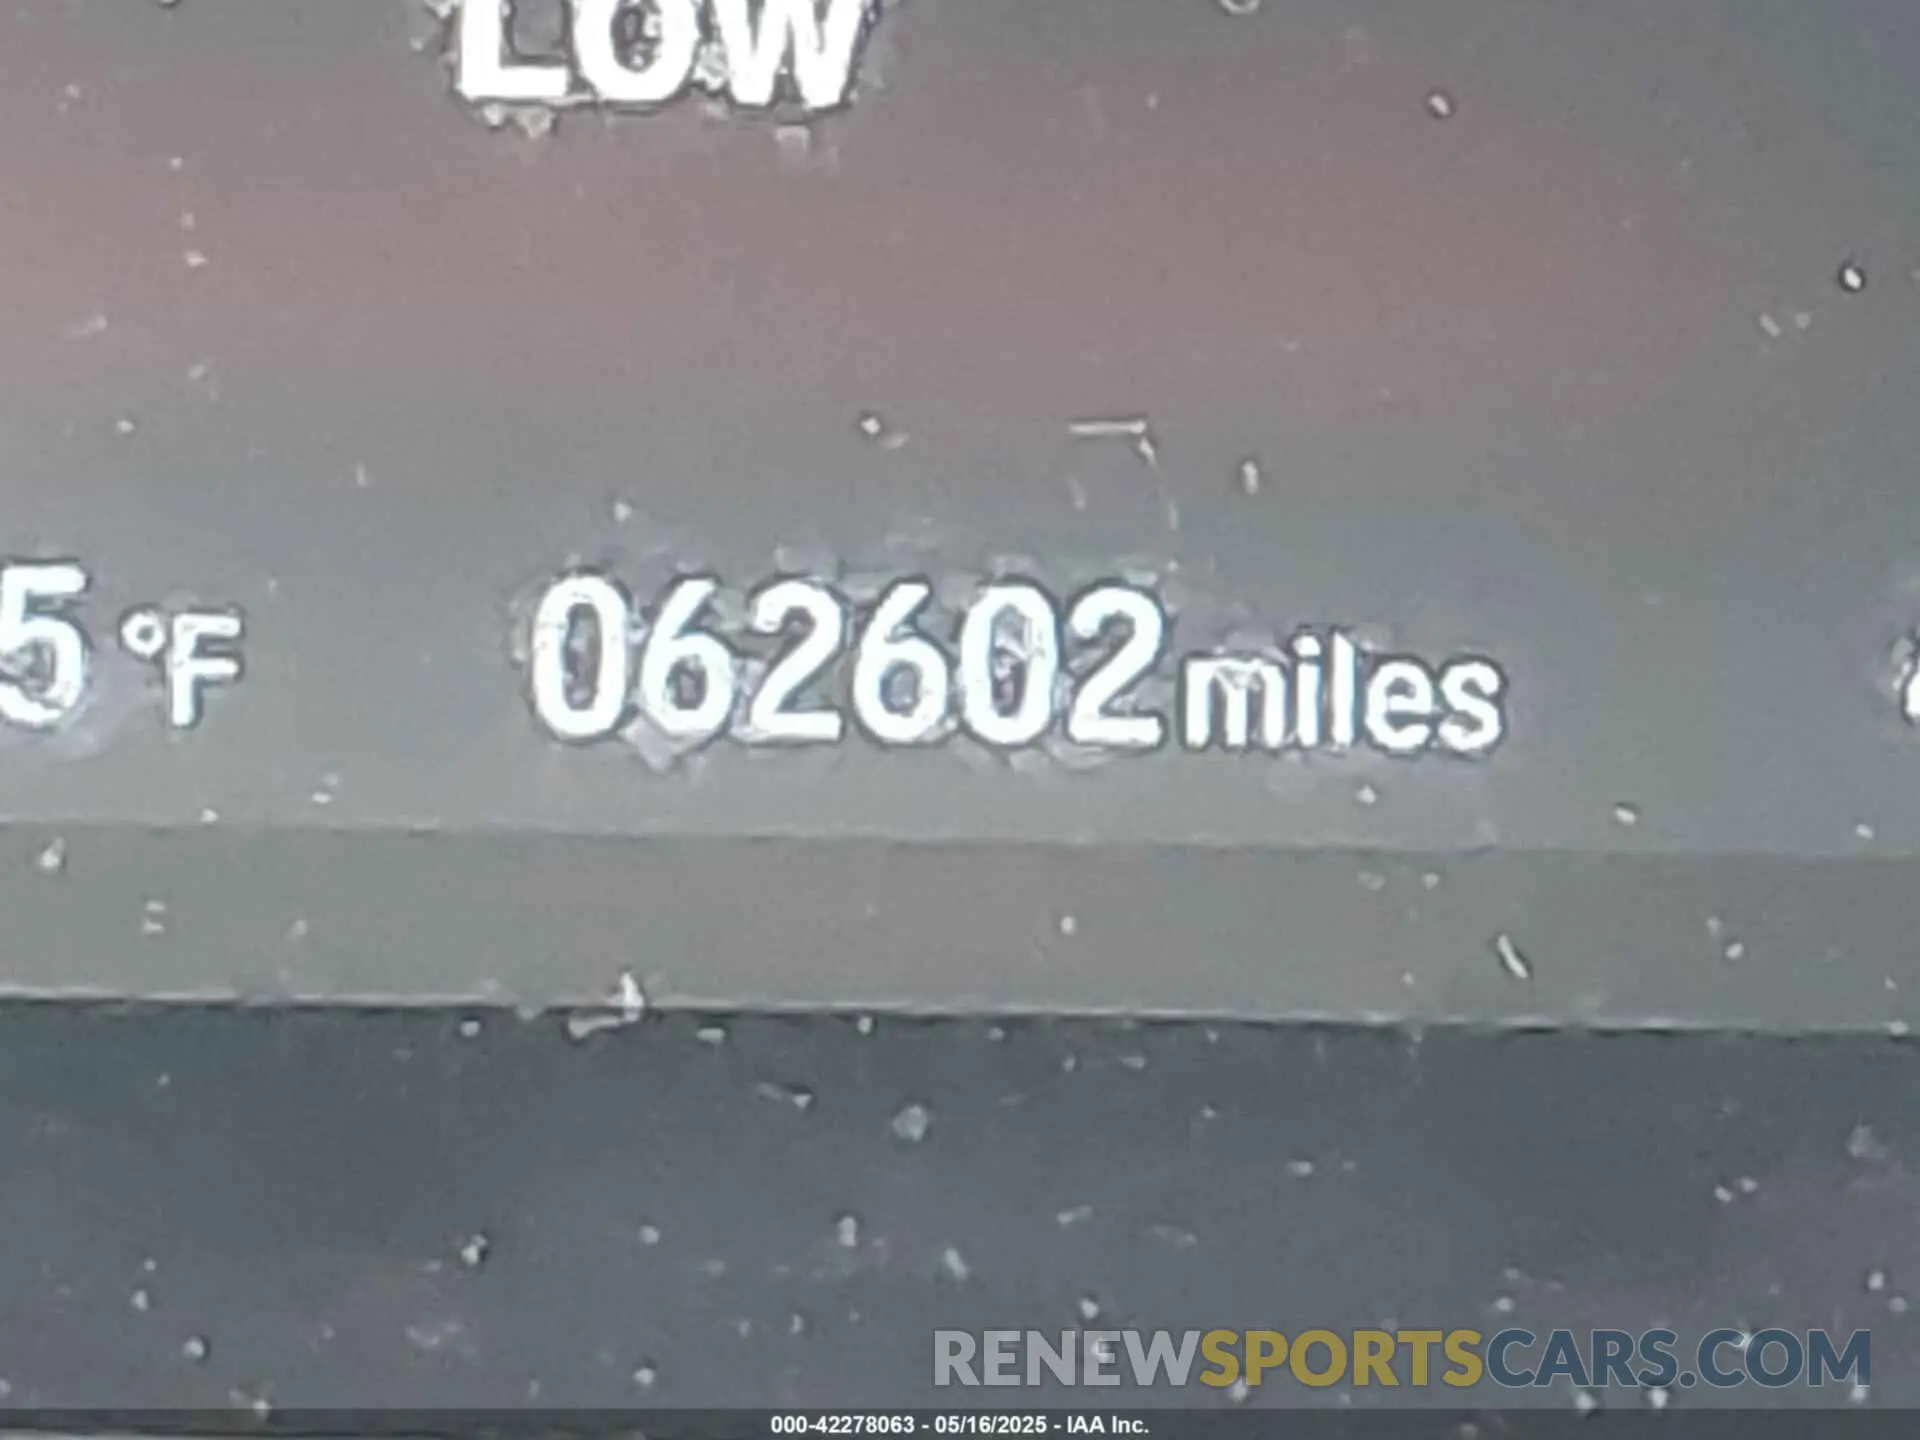 LOW
5 °F 062602 miles
RENEWSPORTSCARS.COM
000-42278063 - 05/16/2025 - IAA Inc.